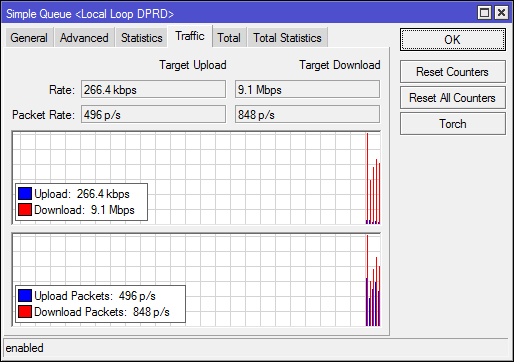 Simple Queue <Local Loop DPRD>
General Advanced Statistics Traffic Total Total Statistics
Target Upload Target Download
Rate: 266.4 kbps 9.1 Mbps
Packet Rate: 496 p/s 848 p/s
Upload: 266.4 kbps
Download: 9.1 Mbps
Upload Packets: 496 p/s
Download Packets: 848 p/s
OK
Reset Counters
Reset All Counters
Torch
enabled